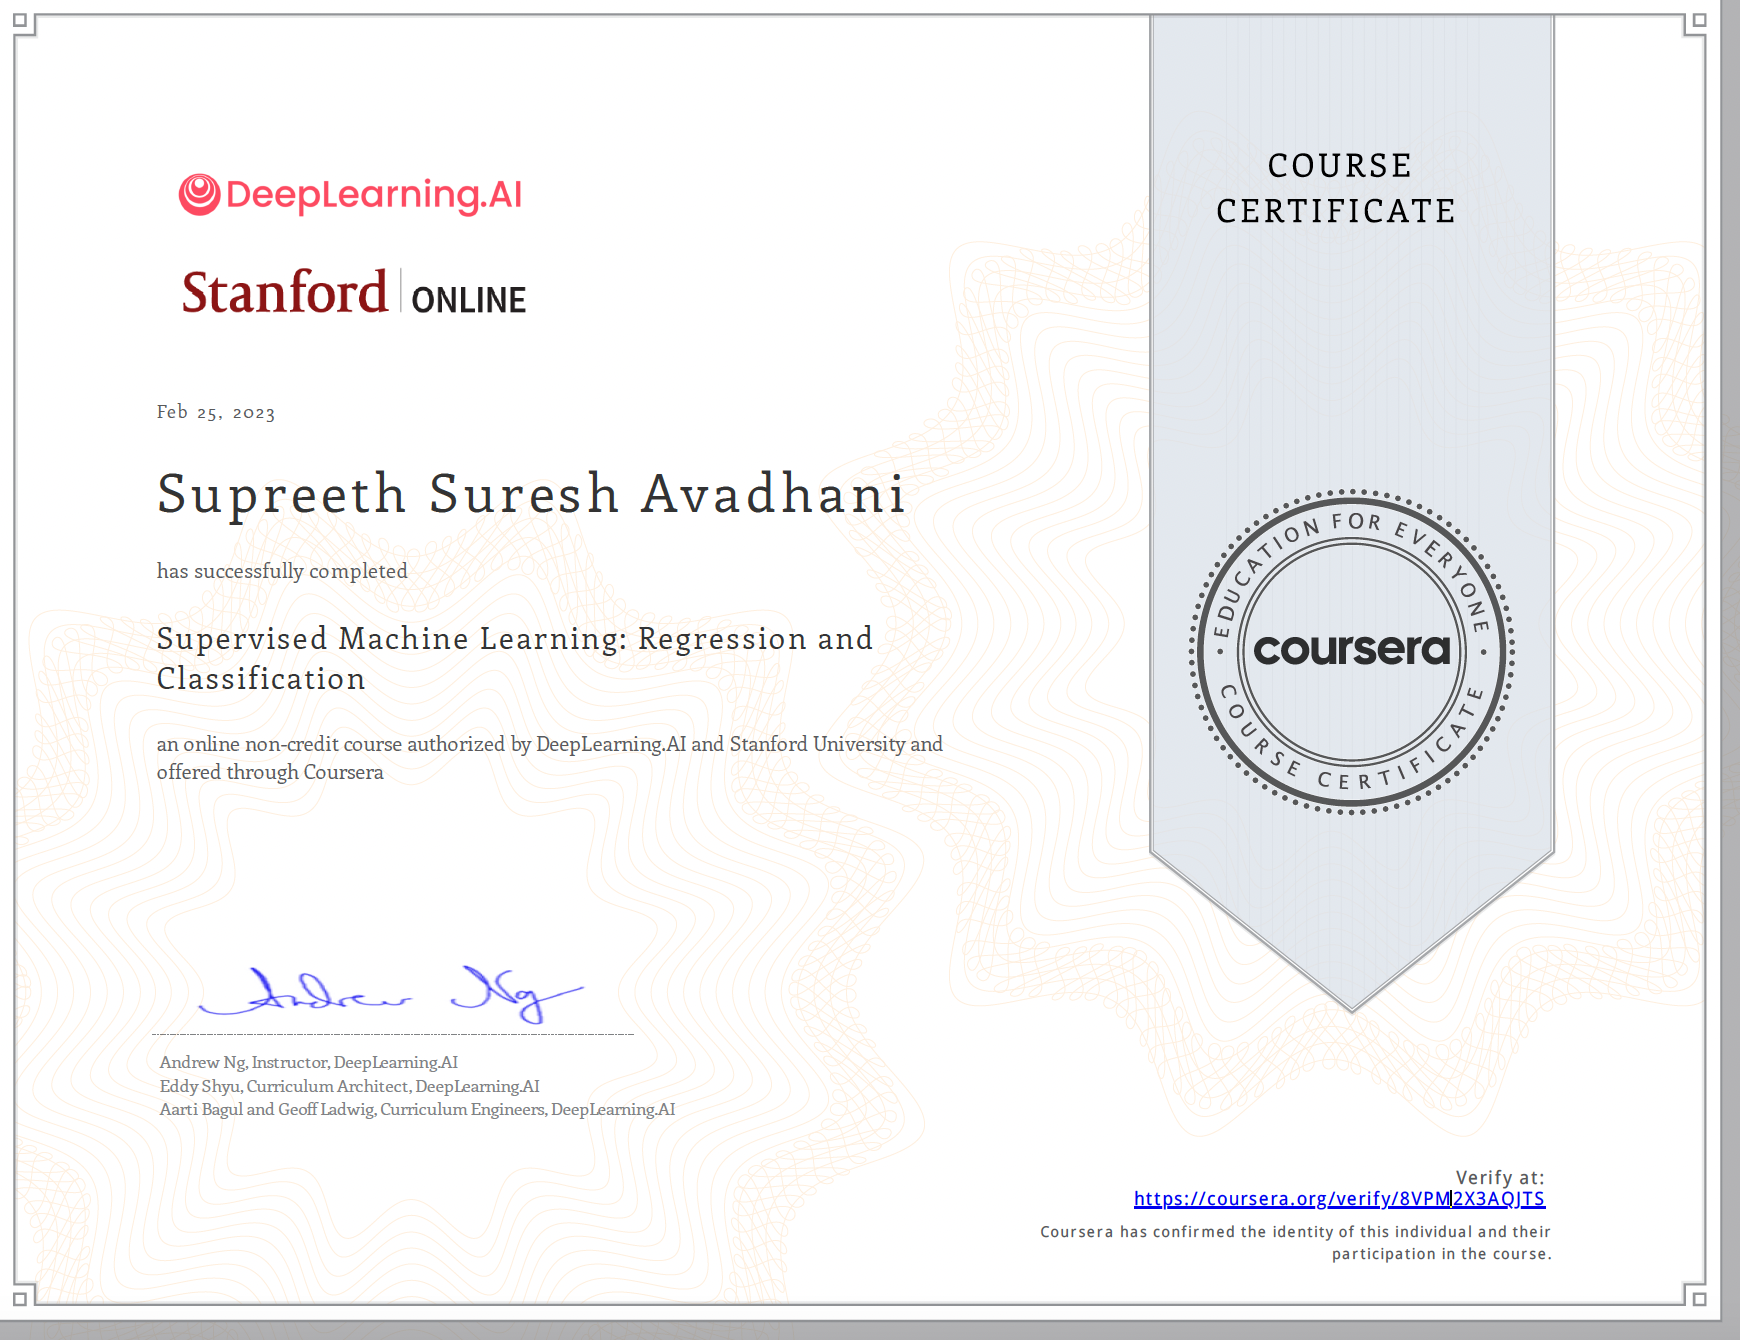 COURSE
CERTIFICATE
DeepLearning.AI
Stanford ONLINE
Feb 25, 2023
Supreeth Suresh Avadhani
has successfully completed
Supervised Machine Learning: Regression and
Classification
an online non-credit course authorized by DeepLearning.AI and Stanford University and
offered through Coursera
EDUCATION FOR EVERYONE
coursera
COURSE CERTIFICATE
Andrew Ng
Andrew Ng, Instructor, DeepLearning.AI
Eddy Shyu, Curriculum Architect, DeepLearning.AI
Aarti Bagul and Geoff Ladwig, Curriculum Engineers, DeepLearning.AI
Verify at:
https://coursera.org/verify/8VPM2X3AQJTS
Coursera has confirmed the identity of this individual and their
participation in the course.